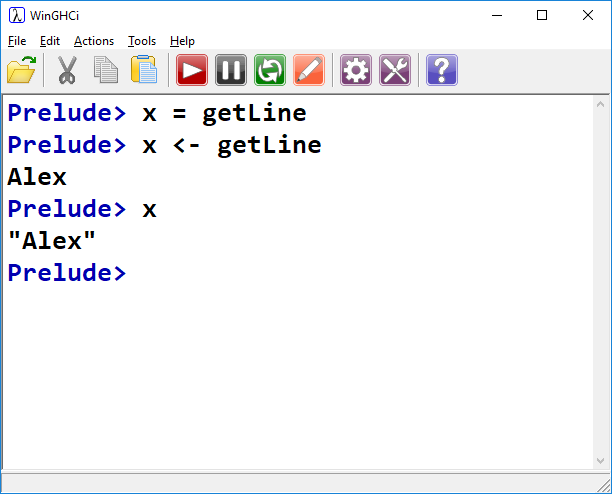 WinGHCi
File Edit Actions Tools Help
Prelude> x = getLine
Prelude> x <- getLine
Alex
Prelude> x
"Alex"
Prelude>